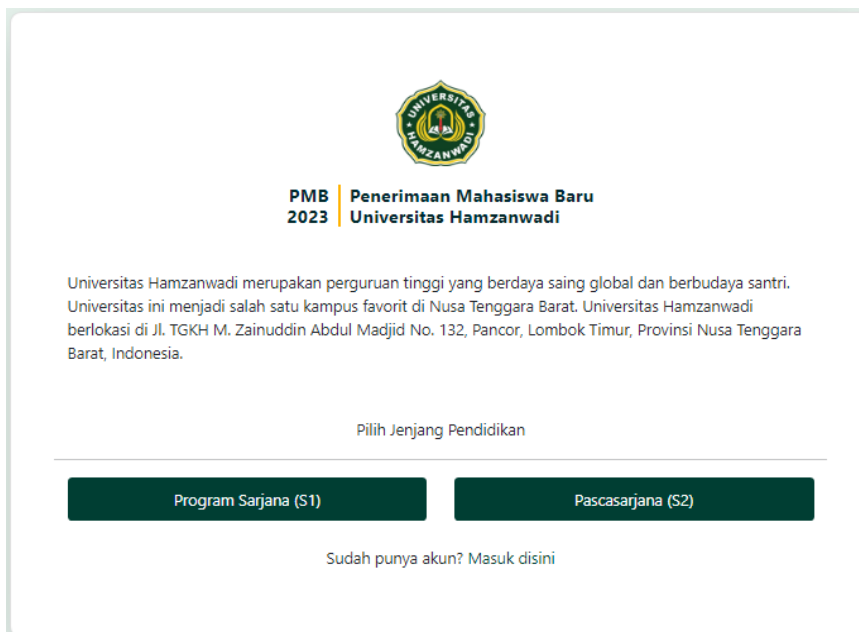 UNIVERSITAS
HAMZANWADI
PMB | Penerimaan Mahasiswa Baru
2023 | Universitas Hamzanwadi
Universitas Hamzanwadi merupakan perguruan tinggi yang berdaya saing global dan berbudaya santri.
Universitas ini menjadi salah satu kampus favorit di Nusa Tenggara Barat. Universitas Hamzanwadi
berlokasi di Jl. TGKH M. Zainuddin Abdul Madjid No. 132, Pancor, Lombok Timur, Provinsi Nusa Tenggara
Barat, Indonesia.
Pilih Jenjang Pendidikan
Program Sarjana (S1)
Pascasarjana (S2)
Sudah punya akun? Masuk disini